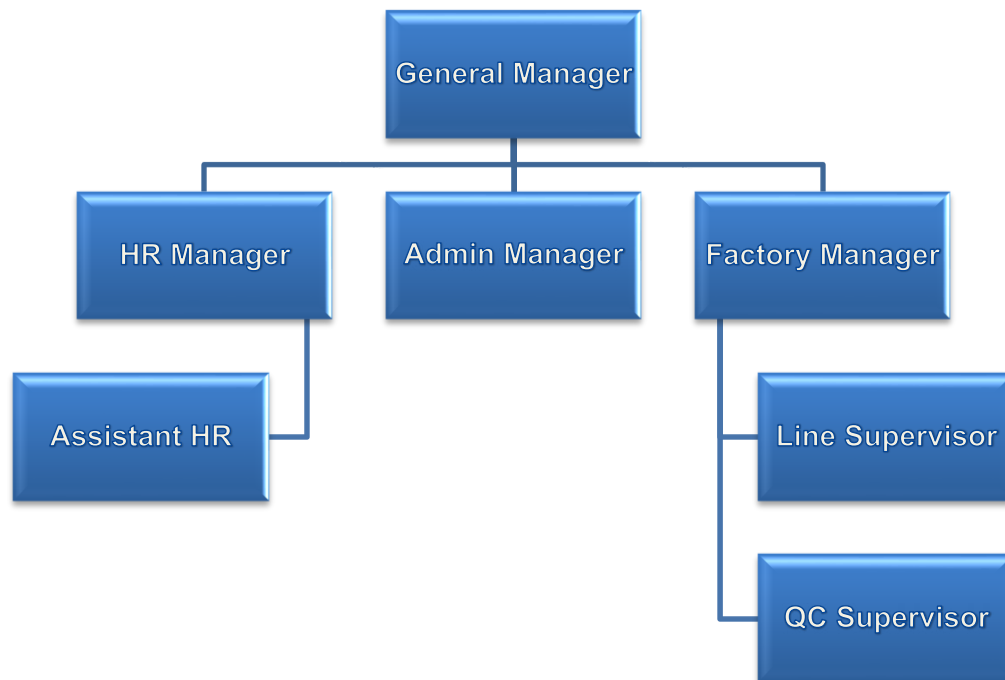 General Manager
HR Manager
Admin Manager
Factory Manager
Assistant HR
Line Supervisor
QC Supervisor